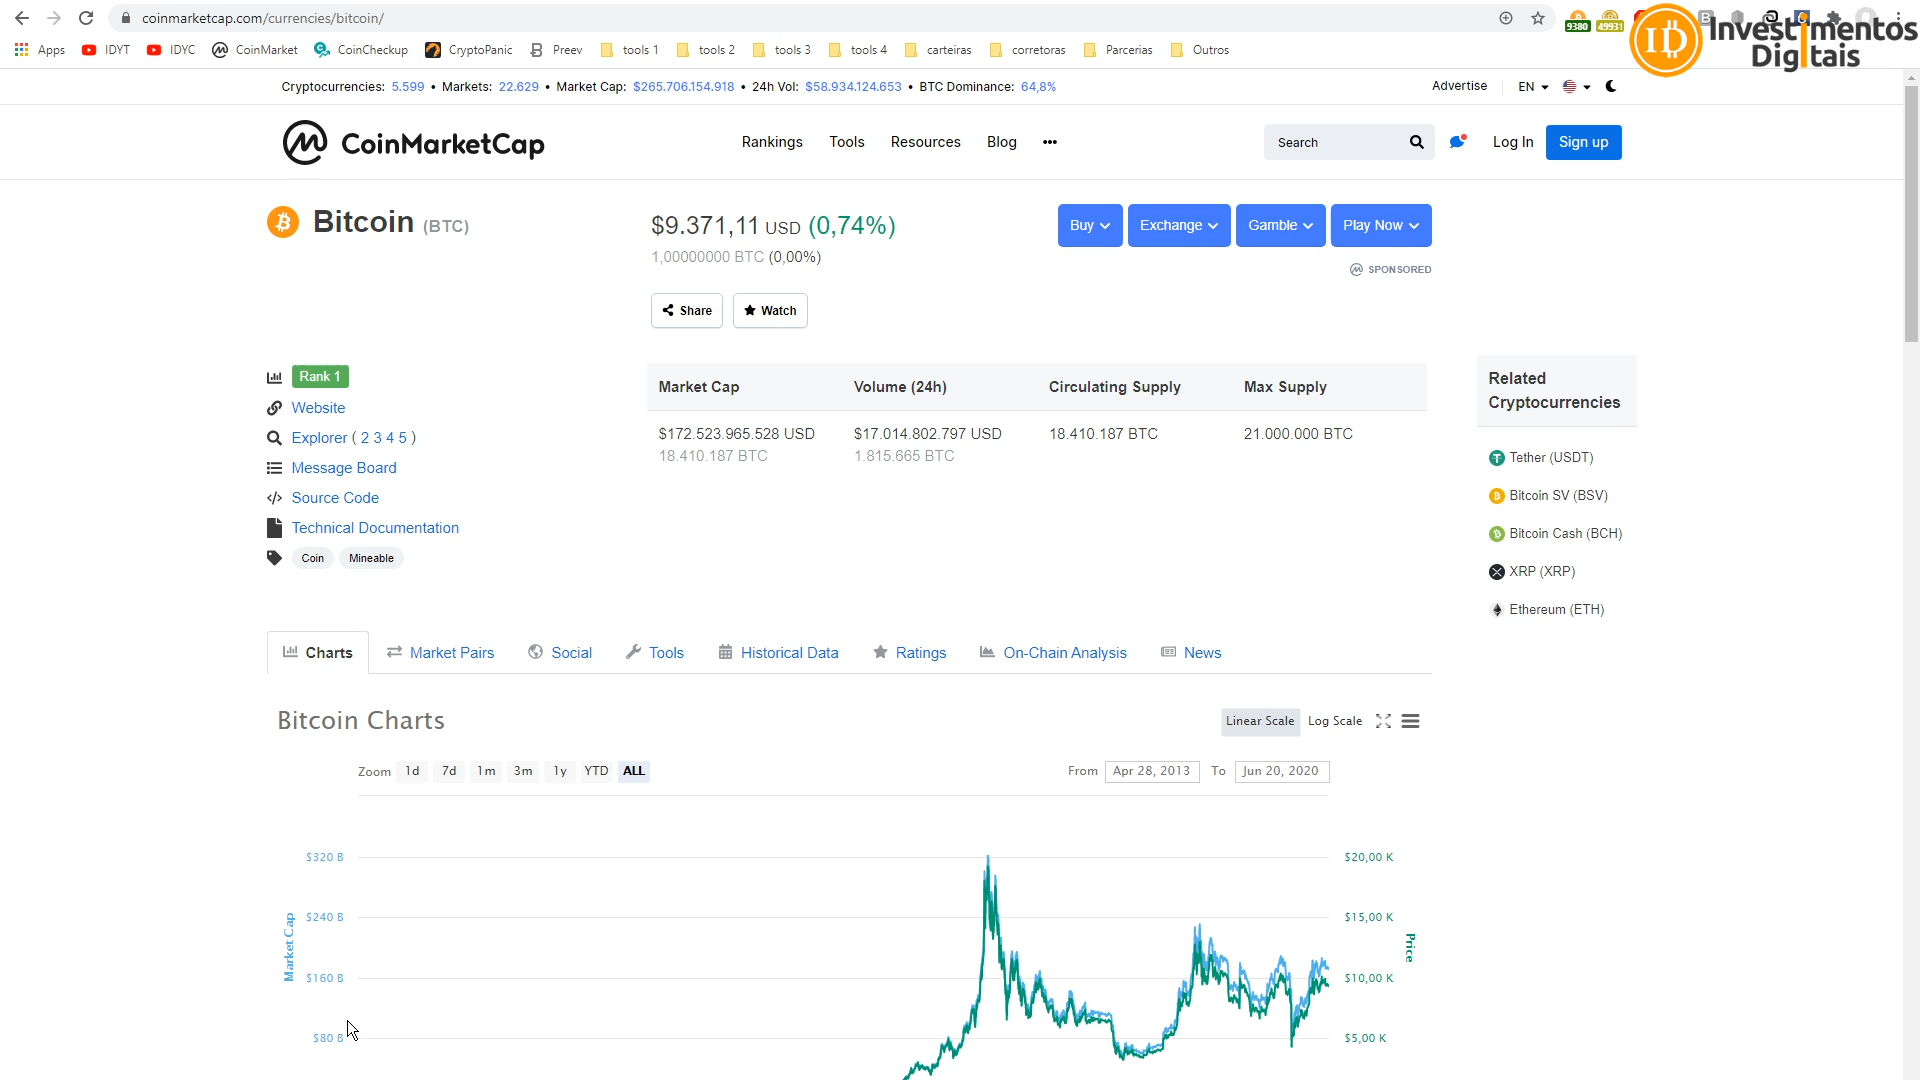 coinmarketcap.com/currencies/bitcoin/
9380 49931
Investimentos
Digitais
Apps IDYT IDYC CoinMarket CoinCheckup CryptoPanic Preev tools 1 tools 2 tools 3 tools 4 carteiras corretoras Parcerias Outros
Cryptocurrencies: 5.599 • Markets: 22.629 • Market Cap: $265.706.154.918 • 24h Vol: $58.934.124.653 • BTC Dominance: 64,8%
Advertise EN
CoinMarketCap
Rankings Tools Resources Blog •••
Search
Log In Sign up
Bitcoin (BTC)
$9.371,11 USD (0,74%)
1,00000000 BTC (0,00%)
Buy Exchange Gamble Play Now
SPONSORED
Share Watch
Rank 1
Website
Explorer ( 2 3 4 5 )
Message Board
Source Code
Technical Documentation
Coin Mineable
Market Cap Volume (24h) Circulating Supply Max Supply
$172.523.965.528 USD $17.014.802.797 USD 18.410.187 BTC 21.000.000 BTC
18.410.187 BTC 1.815.665 BTC
Related
Cryptocurrencies
Tether (USDT)
Bitcoin SV (BSV)
Bitcoin Cash (BCH)
XRP (XRP)
Ethereum (ETH)
Charts Market Pairs Social Tools Historical Data Ratings On-Chain Analysis News
Bitcoin Charts
Linear Scale Log Scale
Zoom 1d 7d 1m 3m 1y YTD ALL
From Apr 28, 2013 To Jun 20, 2020
$320 B $20,00 K
$240 B $15,00 K
Market Cap
Price
$160 B $10,00 K
$80 B $5,00 K